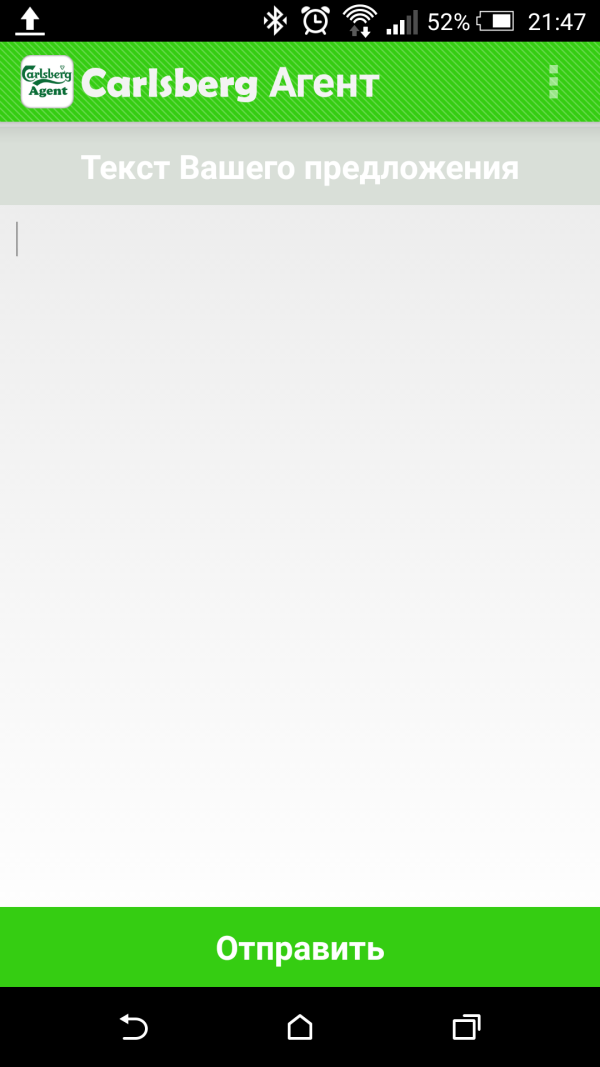 52% 21:47
Carlsberg Agent
Carlsberg Агент
Текст Вашего предложения
Отправить